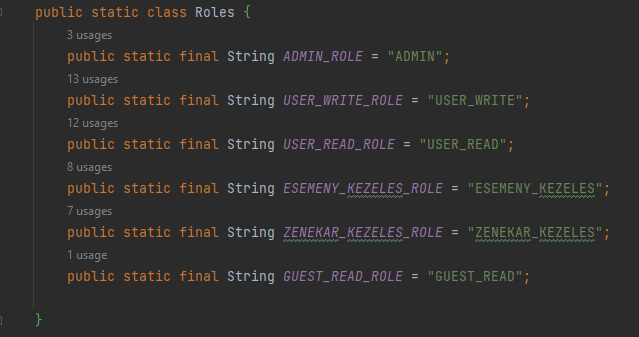 public static class Roles {
3 usages
public static final String ADMIN_ROLE = "ADMIN";
13 usages
public static final String USER_WRITE_ROLE = "USER_WRITE";
12 usages
public static final String USER_READ_ROLE = "USER_READ";
8 usages
public static final String ESEMENY_KEZELES_ROLE = "ESEMENY_KEZELES";
7 usages
public static final String ZENEKAR_KEZELES_ROLE = "ZENEKAR_KEZELES";
1 usage
public static final String GUEST_READ_ROLE = "GUEST_READ";
}